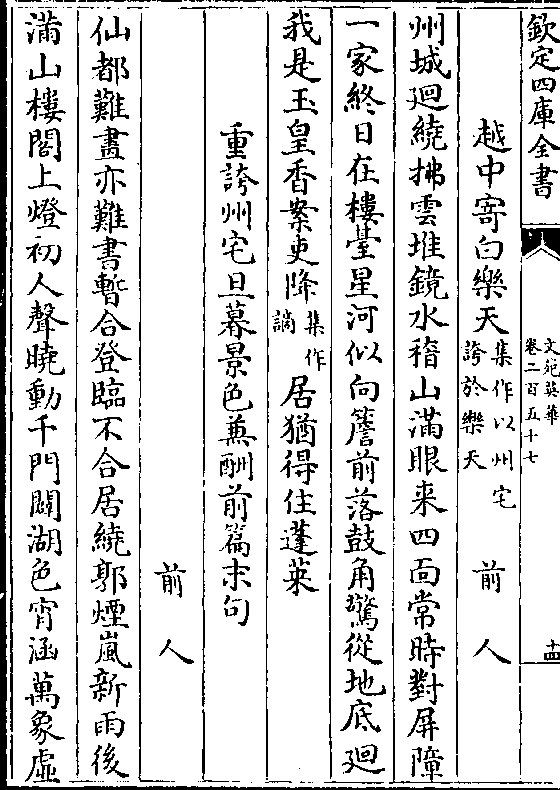 欽定四庫全書
文苑英華
卷二百五十七
十四
越中寄白樂天集作以州宅誇於樂天 前人
州城廻繞拂雲堆鏡水稽山滿眼来四面常時對屏障
一家終日在樓臺星河似向簷前落鼓角驚從地底廻
我是玉皇香案吏降集作謫居猶得住蓬萊
重誇州宅旦暮景色兼酬前篇末句
前人
仙都難畫亦難書暫合登臨不合居繞郭煙嵐新雨後
滿山樓閣上燈初人聲曉動千門闢湖色宵涵萬象虛